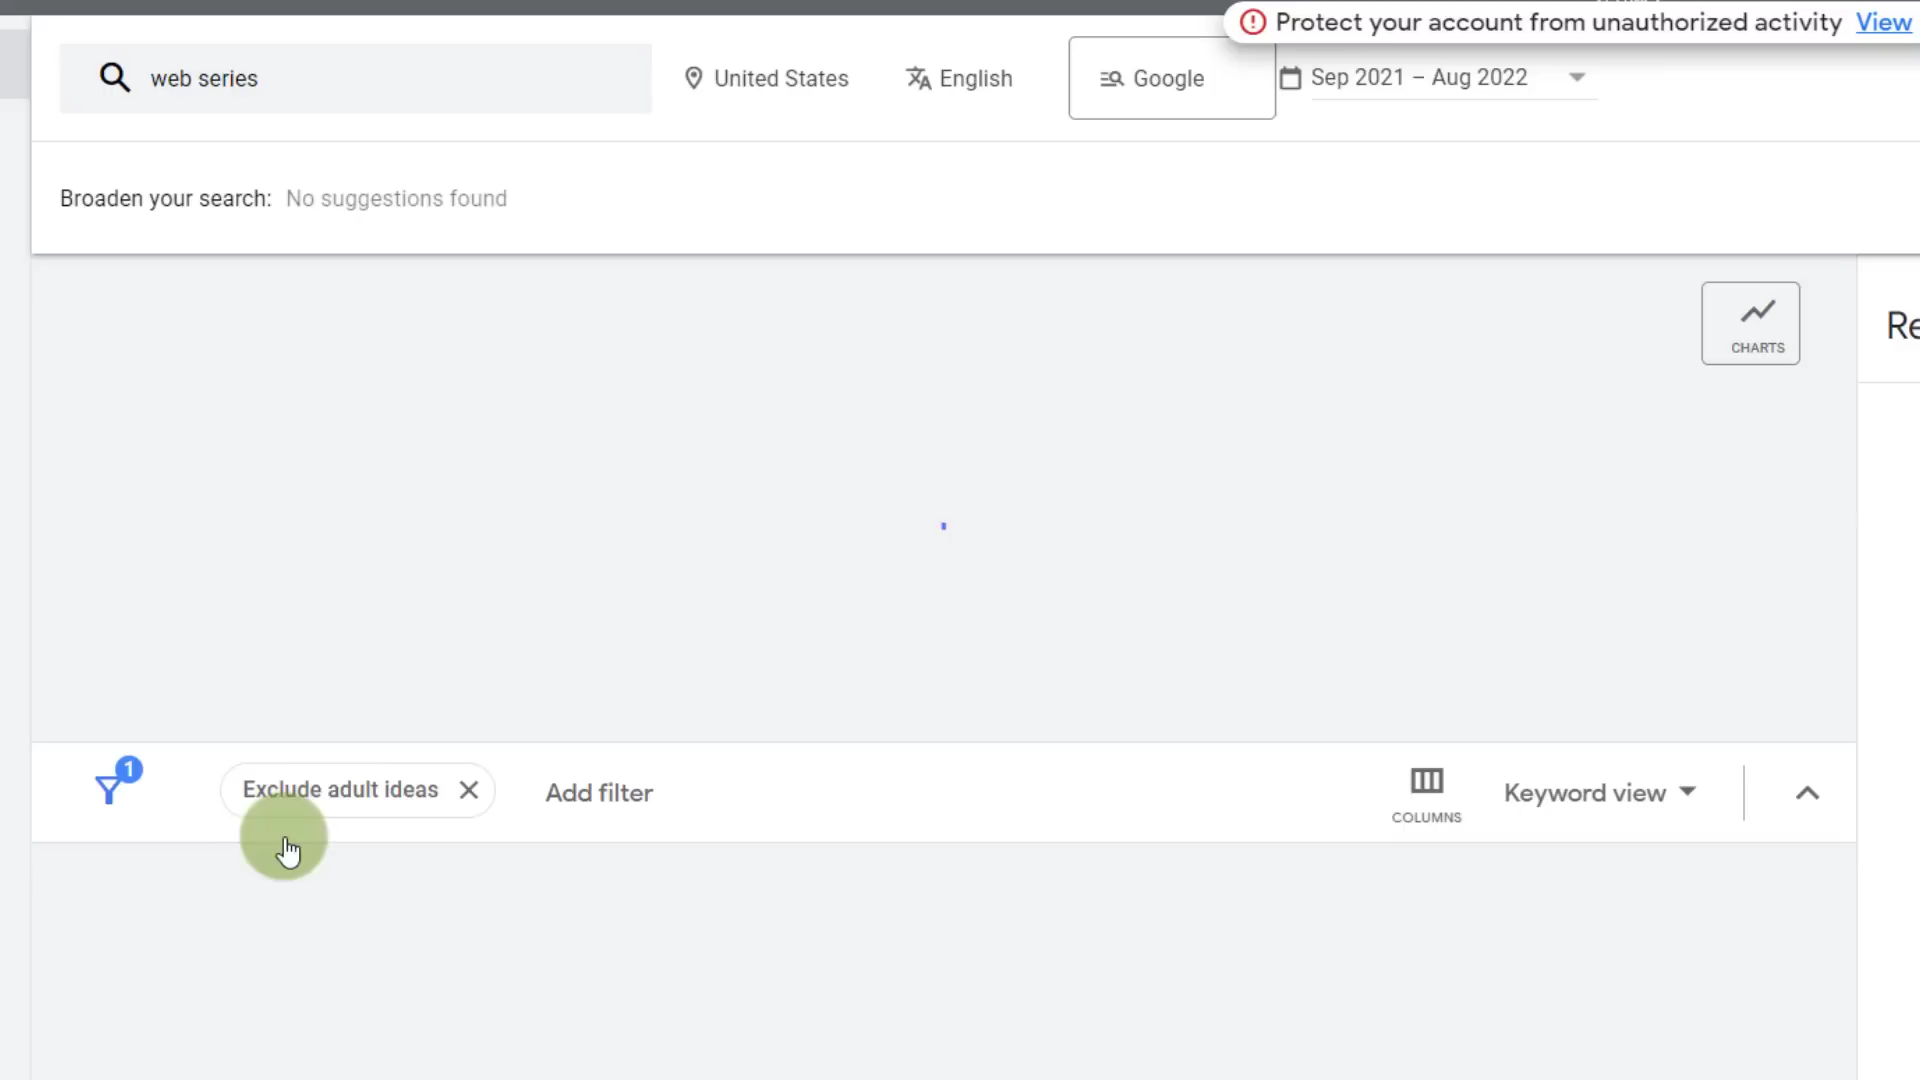 Protect your account from unauthorized activity View
web series
United States
English
Google
Sep 2021 – Aug 2022
Broaden your search: No suggestions found
CHARTS
1
Exclude adult ideas
Add filter
COLUMNS
Keyword view